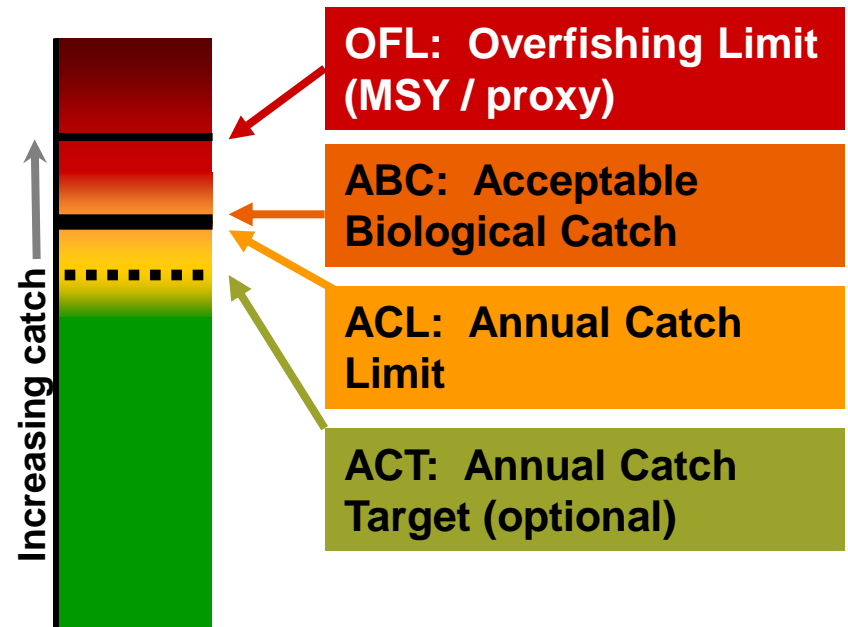 OFL: Overfishing Limit
(MSY / proxy)
ABC: Acceptable
Biological Catch
ACL: Annual Catch
Limit
ACT: Annual Catch
Target (optional)
Increasing catch